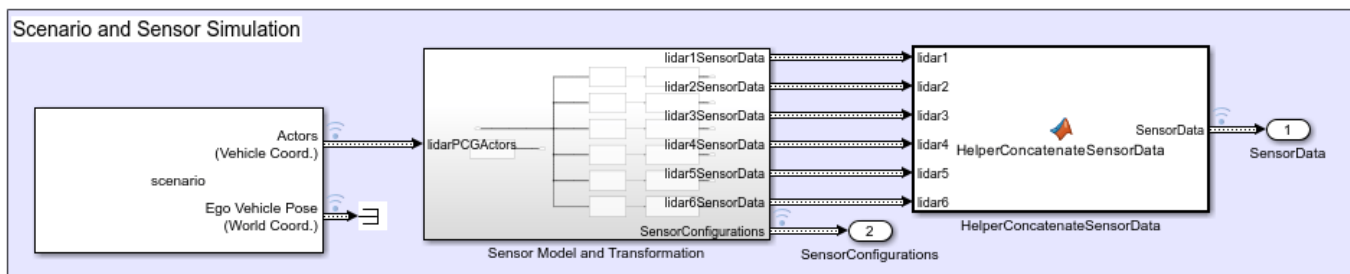 Scenario and Sensor Simulation
Actors
(Vehicle Coord.)
scenario
Ego Vehicle Pose
(World Coord.)
lidarPCGActors
lidar1SensorData
lidar2SensorData
lidar3SensorData
lidar4SensorData
lidar5SensorData
lidar6SensorData
SensorConfigurations
Sensor Model and Transformation
2
SensorConfigurations
lidar1
lidar2
lidar3
lidar4
lidar5
lidar6
HelperConcatenateSensorData
SensorData
HelperConcatenateSensorData
1
SensorData